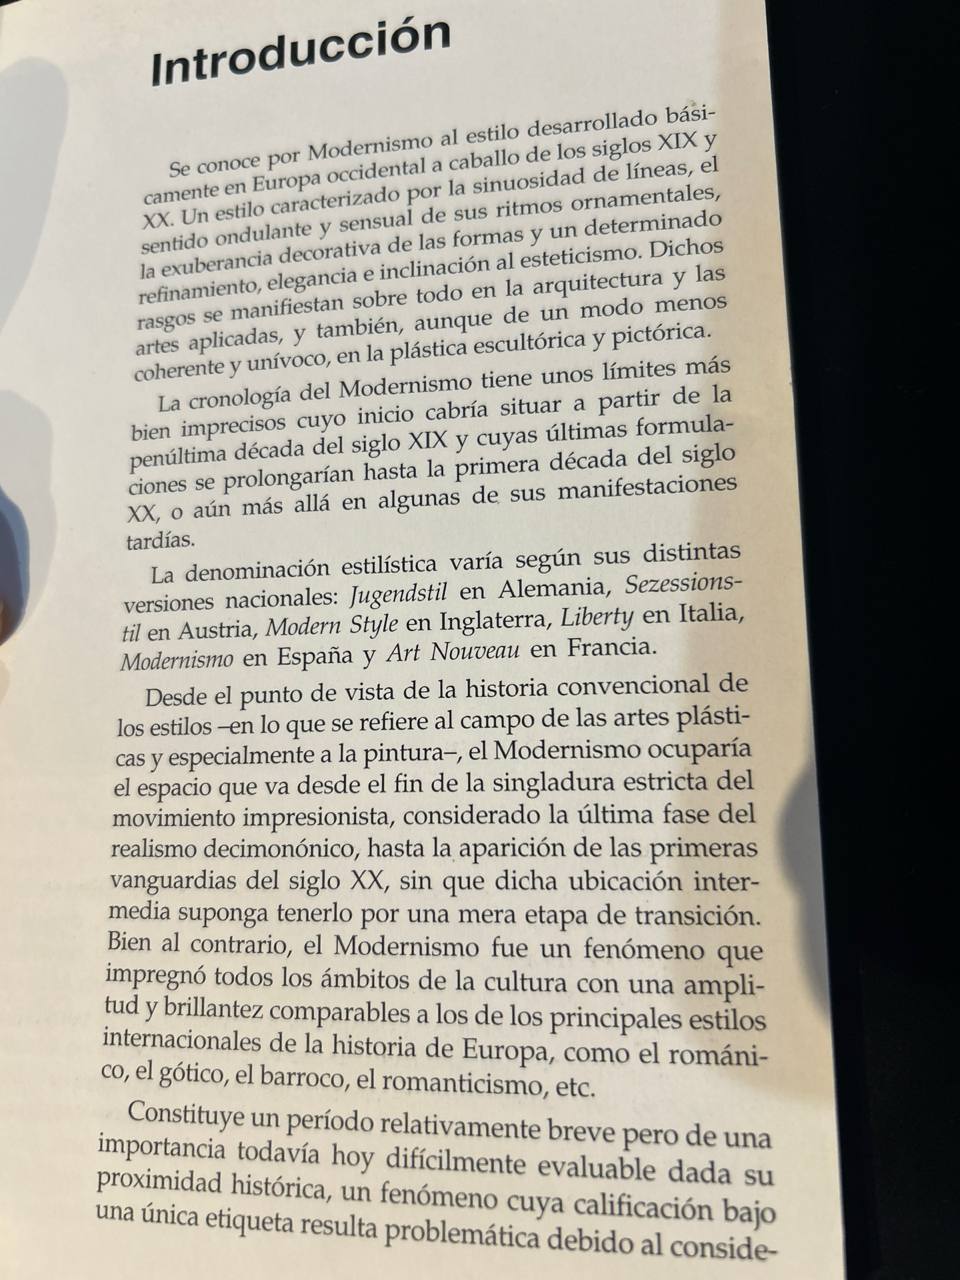 Introducción
Se conoce por Modernismo al estilo desarrollado bási-
camente en Europa occidental a caballo de los siglos XIX y
XX. Un estilo caracterizado por la sinuosidad de líneas, el
sentido ondulante y sensual de sus ritmos ornamentales,
la exuberancia decorativa de las formas y un determinado
refinamiento, elegancia e inclinación al esteticismo. Dichos
rasgos se manifiestan sobre todo en la arquitectura y las
artes aplicadas, y también, aunque de un modo menos
coherente y unívoco, en la plástica escultórica y pictórica.
La cronología del Modernismo tiene unos límites más
bien imprecisos cuyo inicio cabría situar a partir de la
penúltima década del siglo XIX y cuyas últimas formula-
ciones se prolongarían hasta la primera década del siglo
XX, o aún más allá en algunas de sus manifestaciones
tardías.
La denominación estilística varía según sus distintas
versiones nacionales: Jugendstil en Alemania, Sezessions-
til en Austria, Modern Style en Inglaterra, Liberty en Italia,
Modernismo en España y Art Nouveau en Francia.
Desde el punto de vista de la historia convencional de
los estilos –en lo que se refiere al campo de las artes plásti-
cas y especialmente a la pintura–, el Modernismo ocuparía
el espacio que va desde el fin de la singladura estricta del
movimiento impresionista, considerado la última fase del
realismo decimonónico, hasta la aparición de las primeras
vanguardias del siglo XX, sin que dicha ubicación inter-
media suponga tenerlo por una mera etapa de transición.
Bien al contrario, el Modernismo fue un fenómeno que
impregnó todos los ámbitos de la cultura con una ampli-
tud y brillantez comparables a los de los principales estilos
internacionales de la historia de Europa, como el románi-
co, el gótico, el barroco, el romanticismo, etc.
Constituye un período relativamente breve pero de una
importancia todavía hoy difícilmente evaluable dada su
proximidad histórica, un fenómeno cuya calificación bajo
una única etiqueta resulta problemática debido al conside-